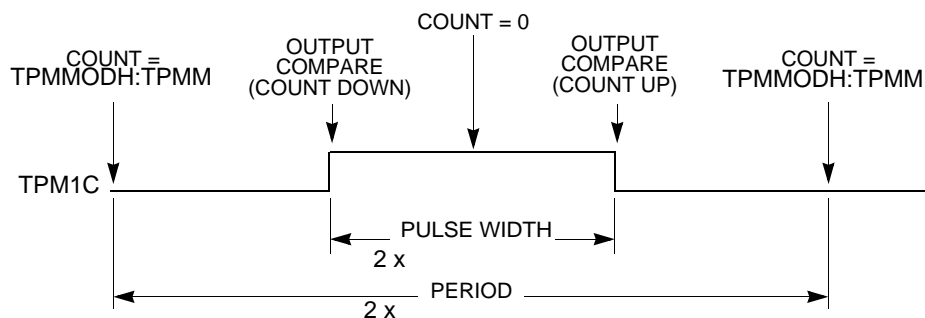 COUNT = 0
COUNT =
TPMMODH:TPMM
OUTPUT
COMPARE
(COUNT DOWN)
OUTPUT
COMPARE
(COUNT UP)
COUNT =
TPMMODH:TPMM
TPM1C
PULSE WIDTH
2 x
PERIOD
2 x